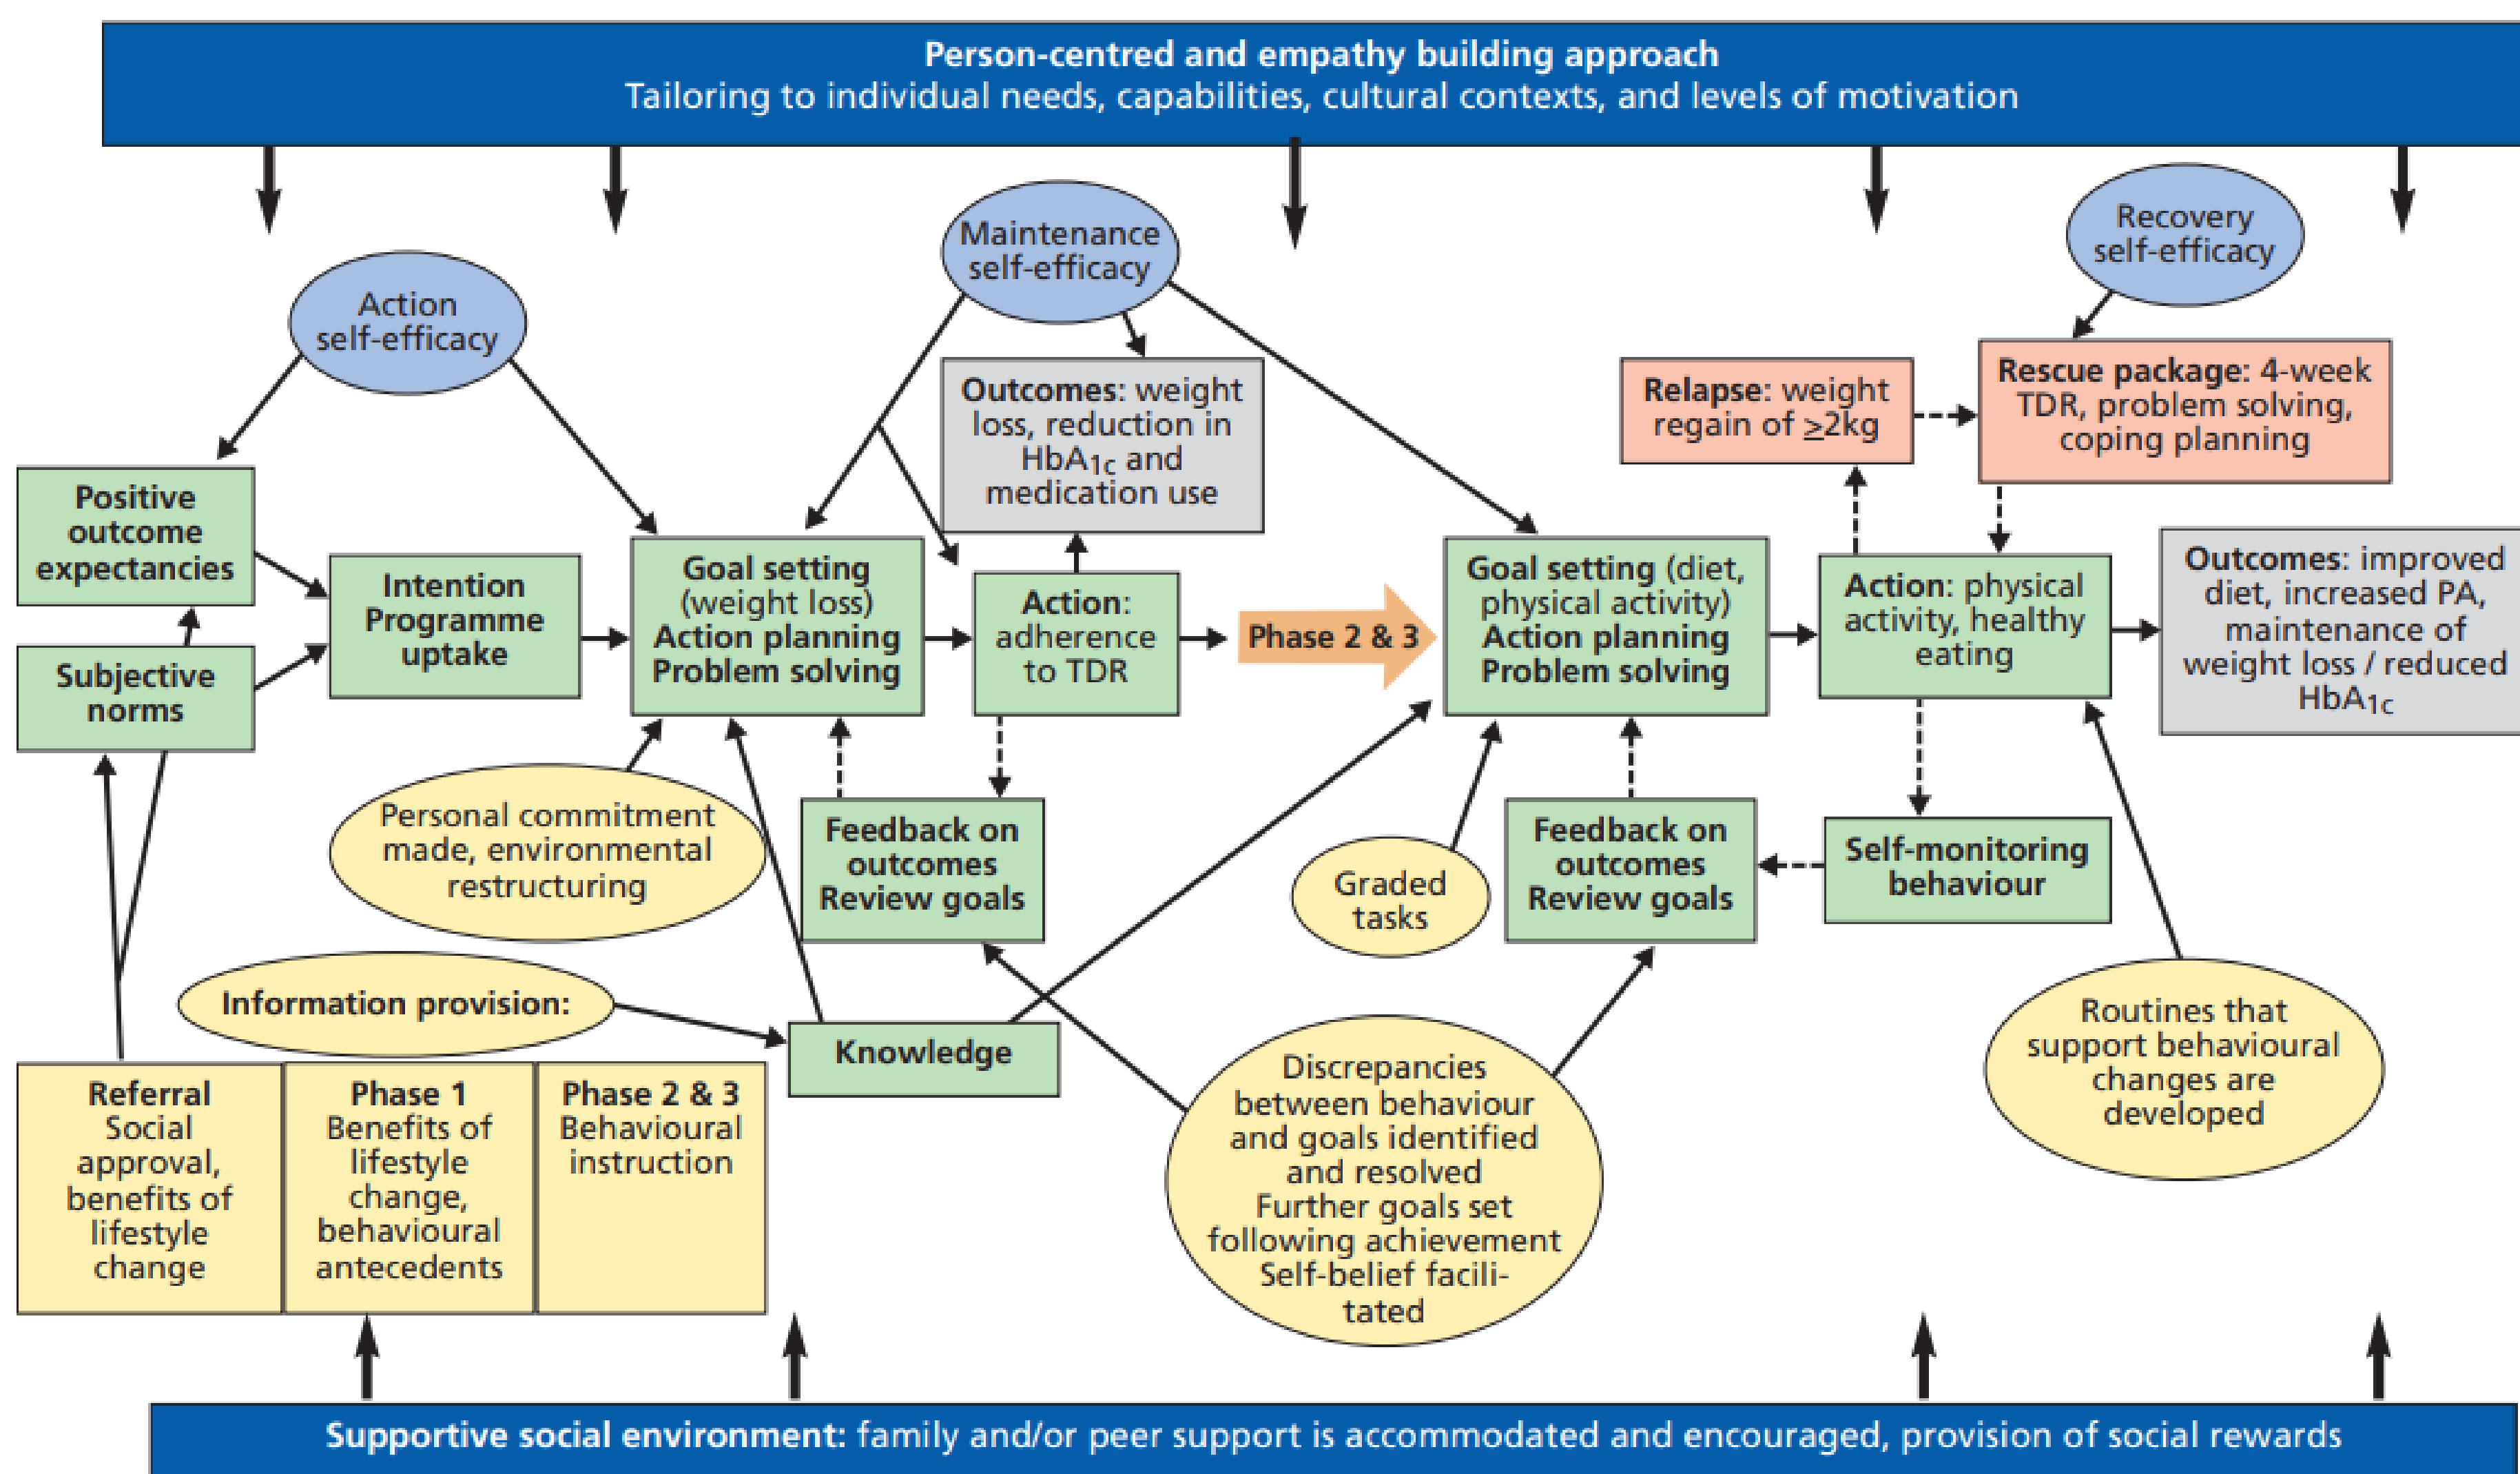 Person-centred and empathy building approach
Tailoring to individual needs, capabilities, cultural contexts, and levels of motivation
Action
self-efficacy
Maintenance
self-efficacy
Recovery
self-efficacy
Outcomes: weight
loss, reduction in
HbA1c and
medication use
Relapse: weight
regain of ≥2kg
Rescue package: 4-week
TDR, problem solving,
coping planning
Positive
outcome
expectancies
Subjective
norms
Intention
Programme
uptake
Goal setting
(weight loss)
Action planning
Problem solving
Action:
adherence
to TDR
Phase 2 & 3
Goal setting (diet,
physical activity)
Action planning
Problem solving
Action: physical
activity, healthy
eating
Outcomes: improved
diet, increased PA,
maintenance of
weight loss / reduced
HbA1c
Personal commitment
made, environmental
restructuring
Feedback on
outcomes
Review goals
Graded
tasks
Feedback on
outcomes
Review goals
Self-monitoring
behaviour
Information provision:
Knowledge
Referral
Social
approval,
benefits of
lifestyle
change
Phase 1
Benefits of
lifestyle
change,
behavioural
antecedents
Phase 2 & 3
Behavioural
instruction
Discrepancies
between behaviour
and goals identified
and resolved
Further goals set
following achievement
Self-belief facili-
tated
Routines that
support behavioural
changes are
developed
Supportive social environment: family and/or peer support is accommodated and encouraged, provision of social rewards